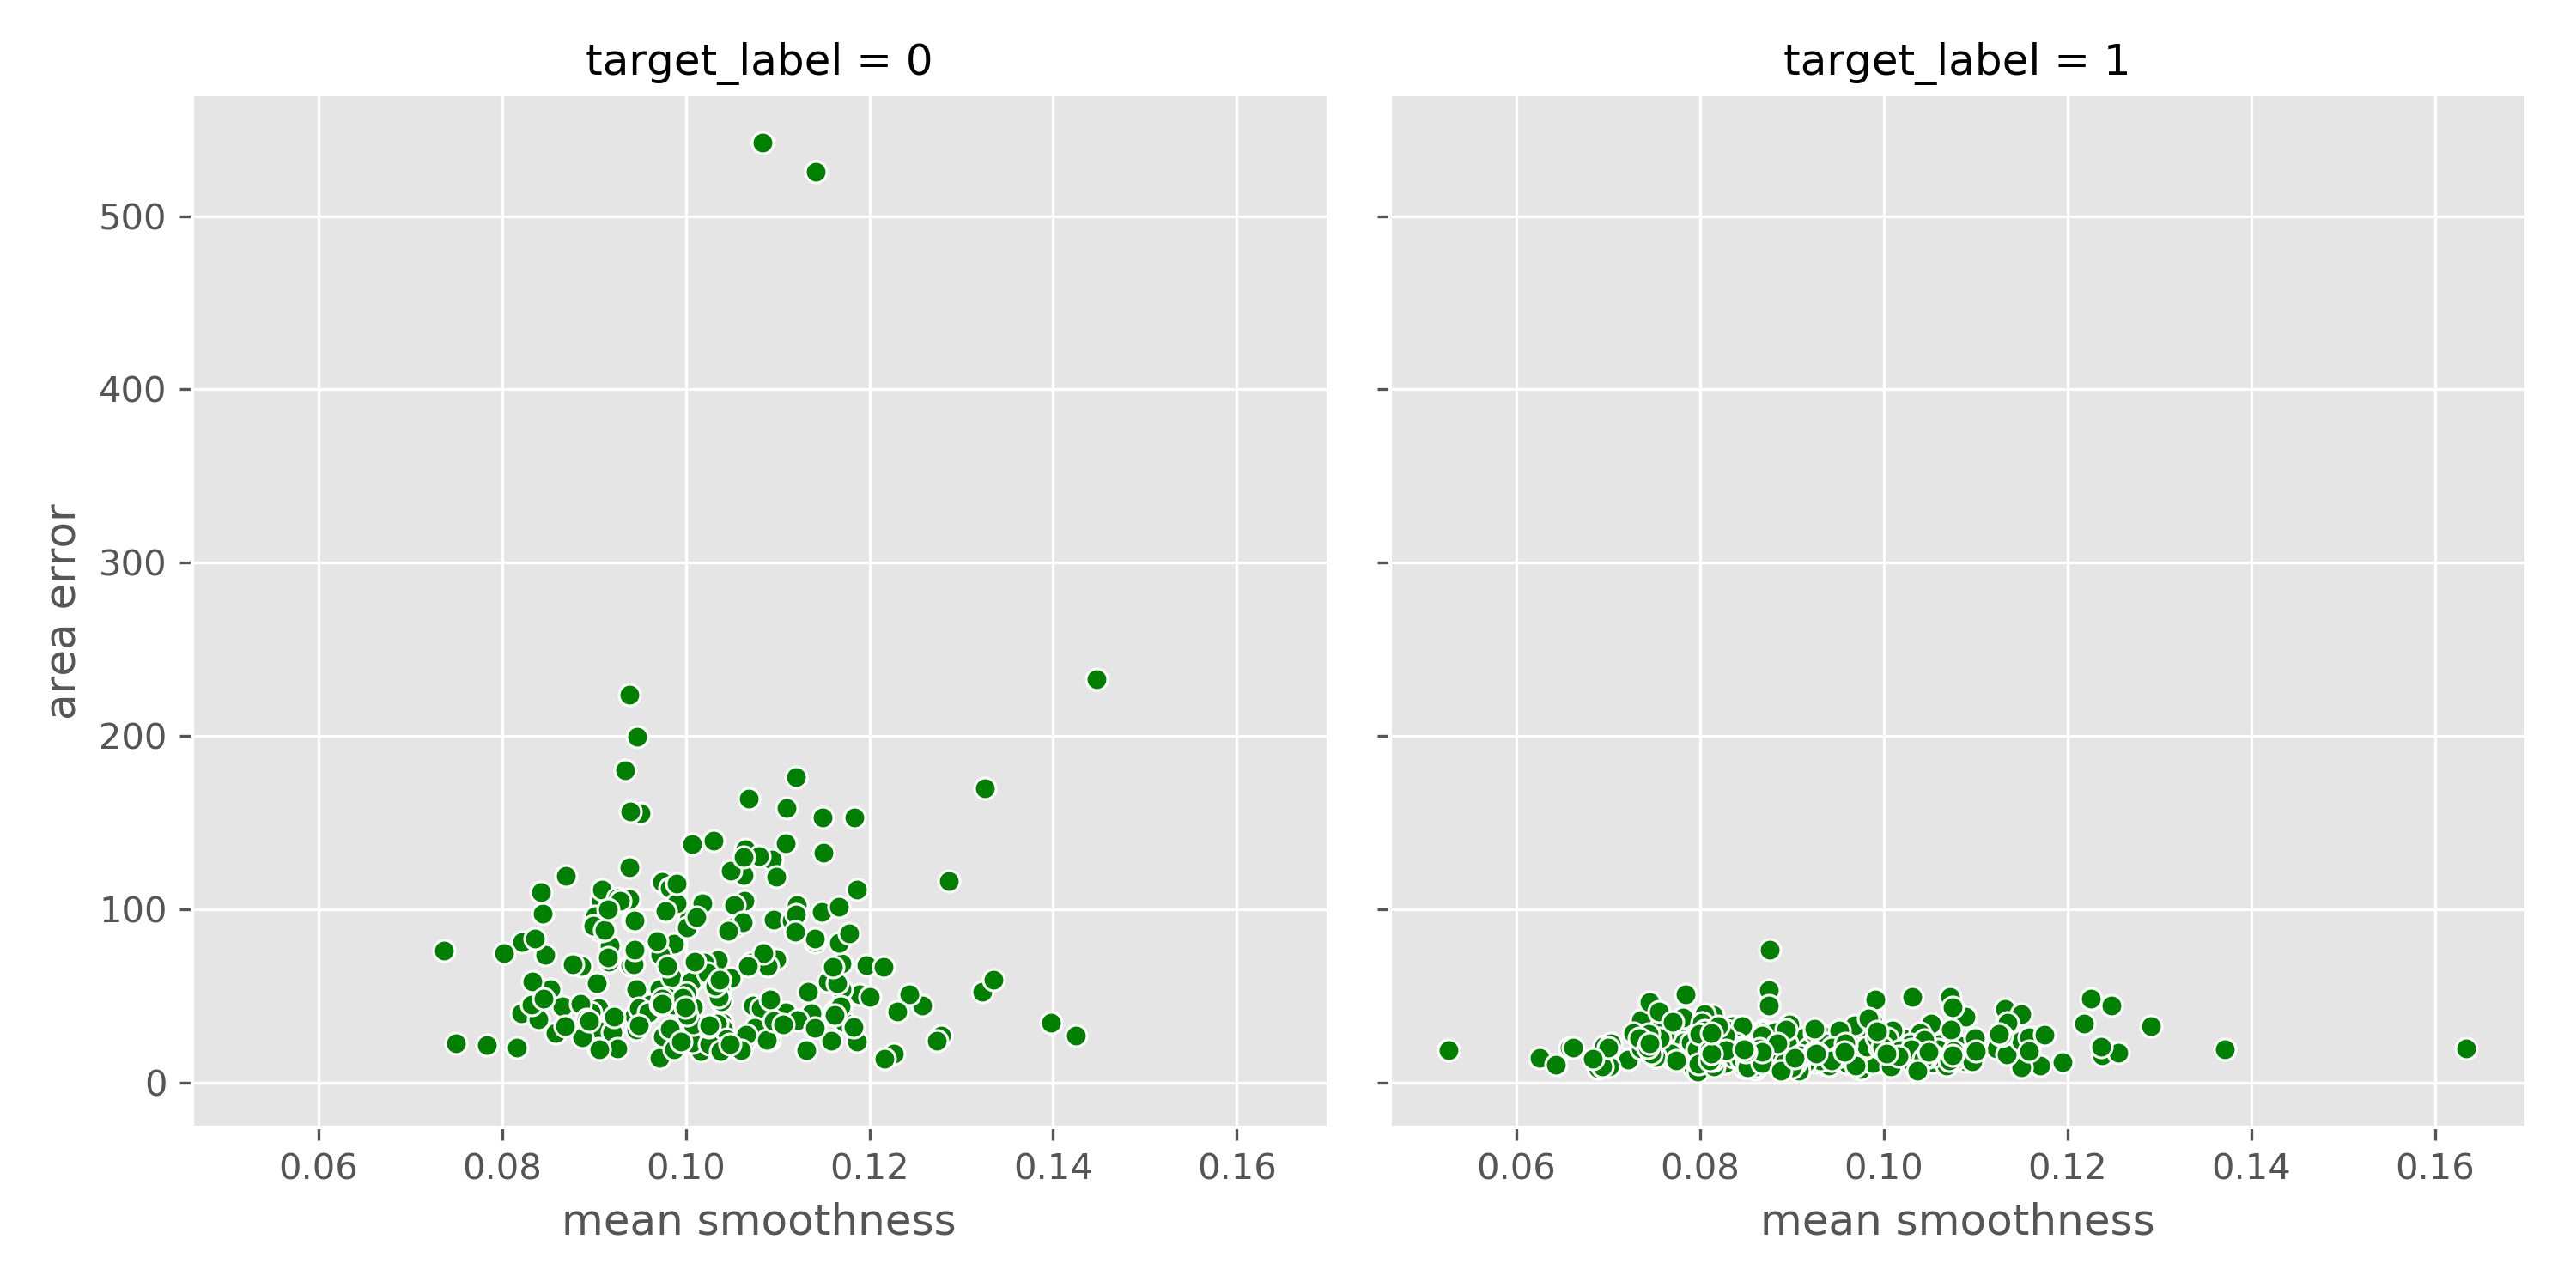 target_label = 0
target_label = 1
area error
500
400
300
200
100
0
0.06 0.08 0.10 0.12 0.14 0.16
0.06 0.08 0.10 0.12 0.14 0.16
mean smoothness
mean smoothness